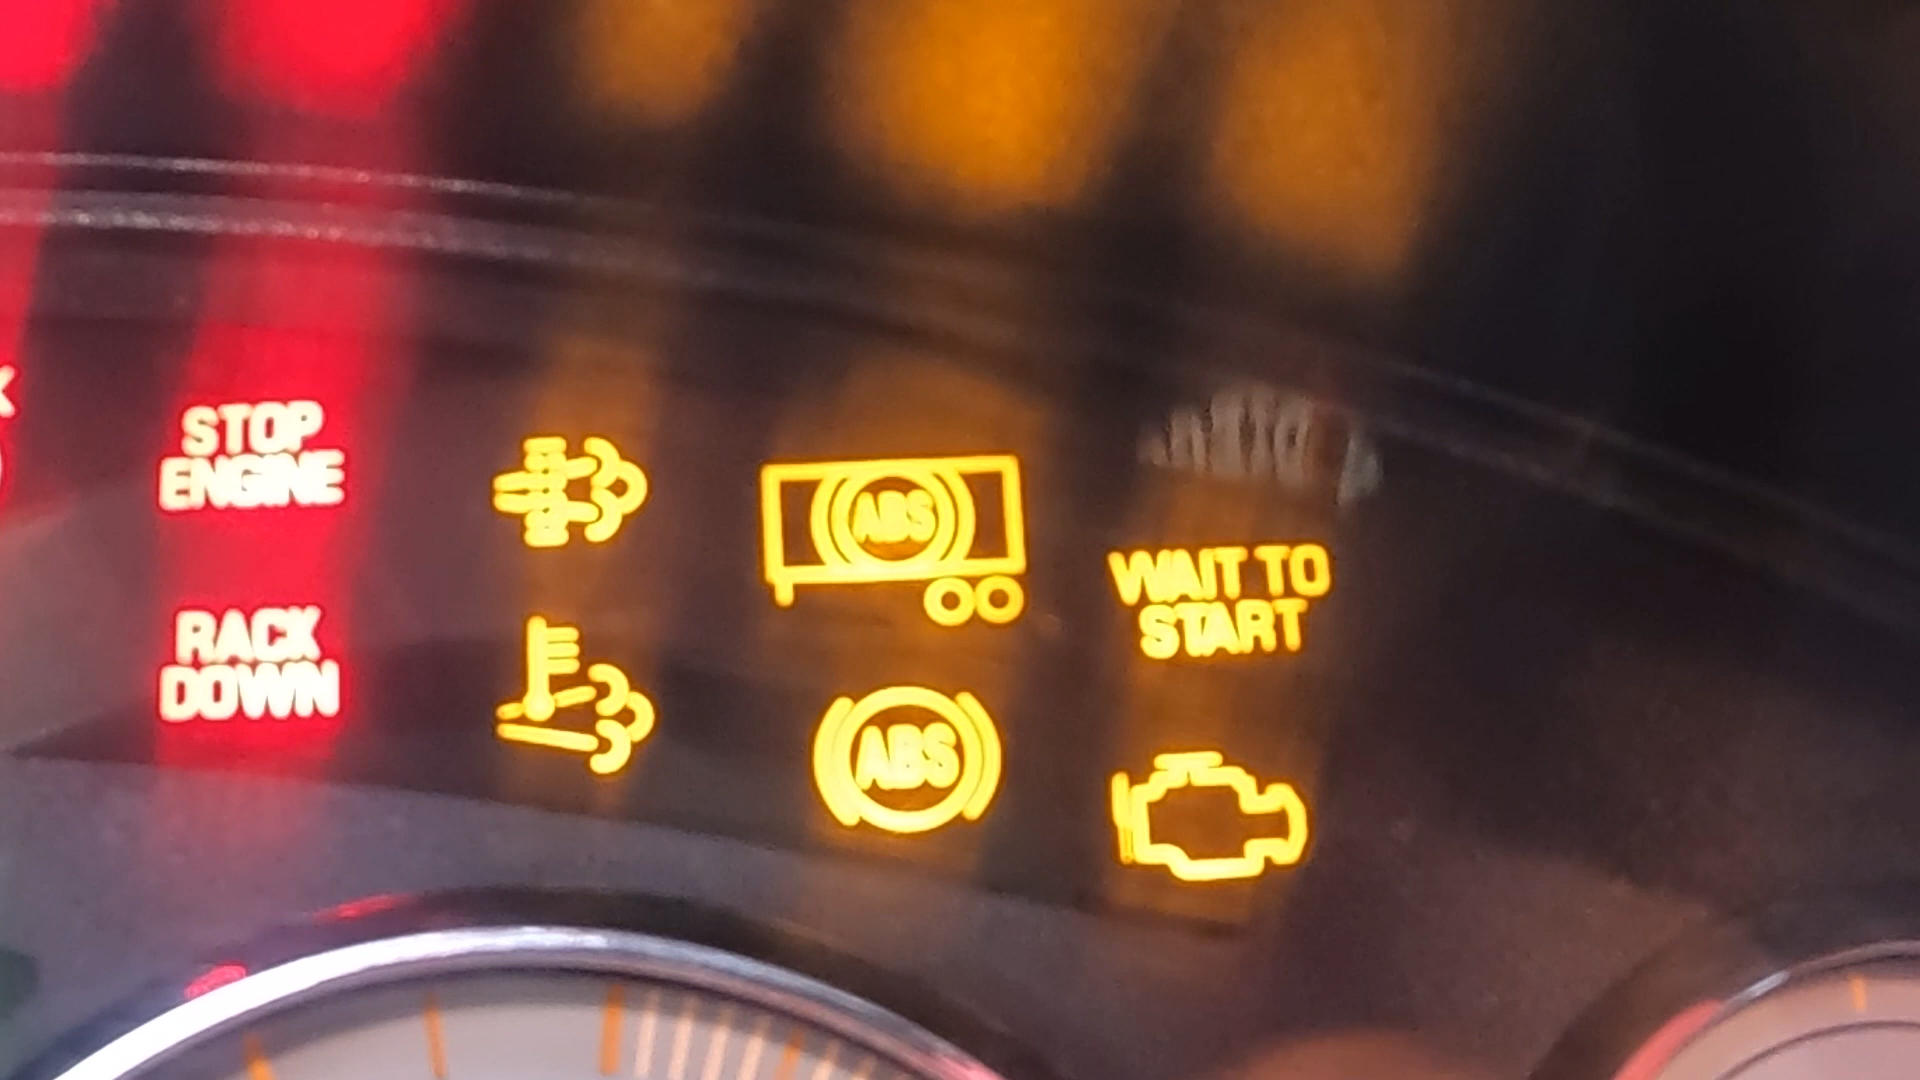 STOP
ENGINE
ABS
WAIT TO
START
RACK
DOWN
ABS